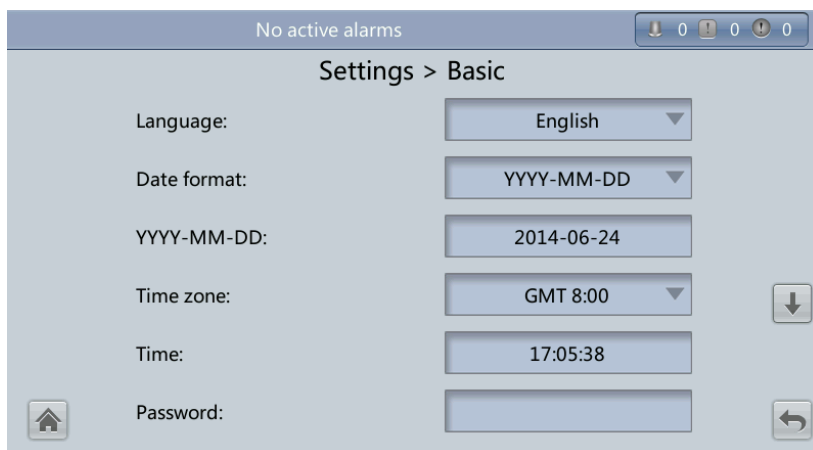 No active alarms 0 0 0
Settings > Basic
Language: English
Date format: YYYY-MM-DD
YYYY-MM-DD: 2014-06-24
Time zone: GMT 8:00
Time: 17:05:38
Password: